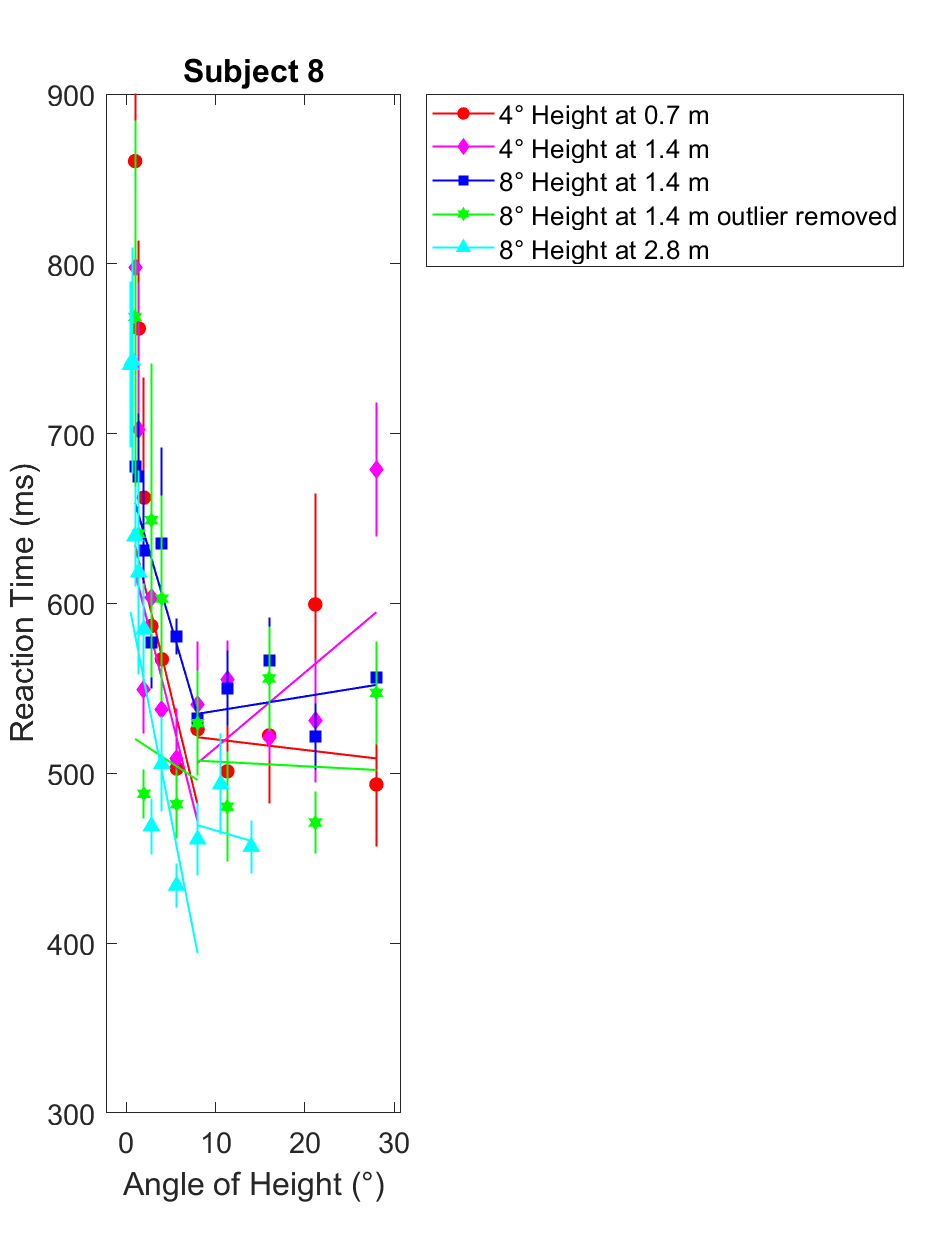 Subject 8
900
800
700
600
500
400
300
Reaction Time (ms)
0 10 20 30
Angle of Height (°)
4° Height at 0.7 m
4° Height at 1.4 m
8° Height at 1.4 m
8° Height at 1.4 m outlier removed
8° Height at 2.8 m